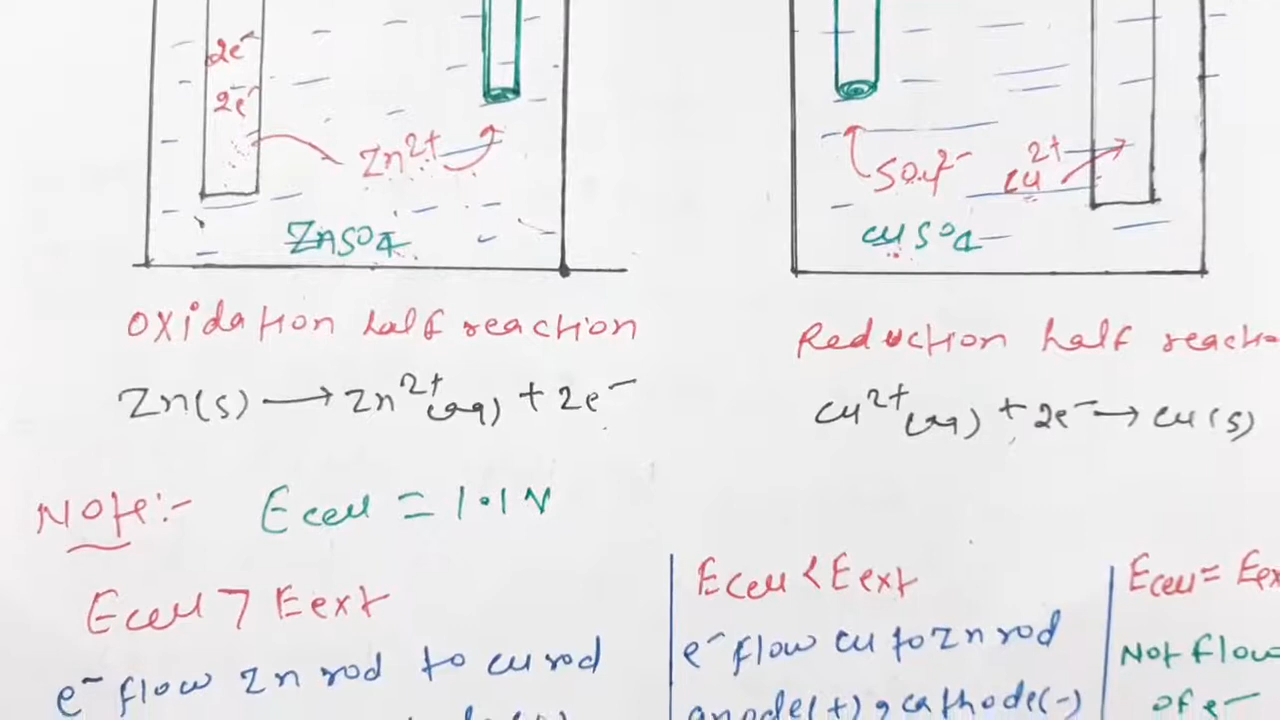 2e⁻
2e⁻
Zn²⁺
SO₄²⁻
Cu²⁺
ZnSO₄
CuSO₄
Oxidation half reaction
Reduction half reactio
Zn(s) → Zn²⁺(aq) + 2e⁻
Cu²⁺(aq) + 2e⁻ → Cu(s)
Note:- Ecell = 1.1V
Ecell > Eext
e⁻ flow Zn rod to Cu rod
Ecell < Eext
e⁻ flow Cu to Zn rod
anode(+), cathode(-)
Ecell = Eex
Not flow
of e⁻